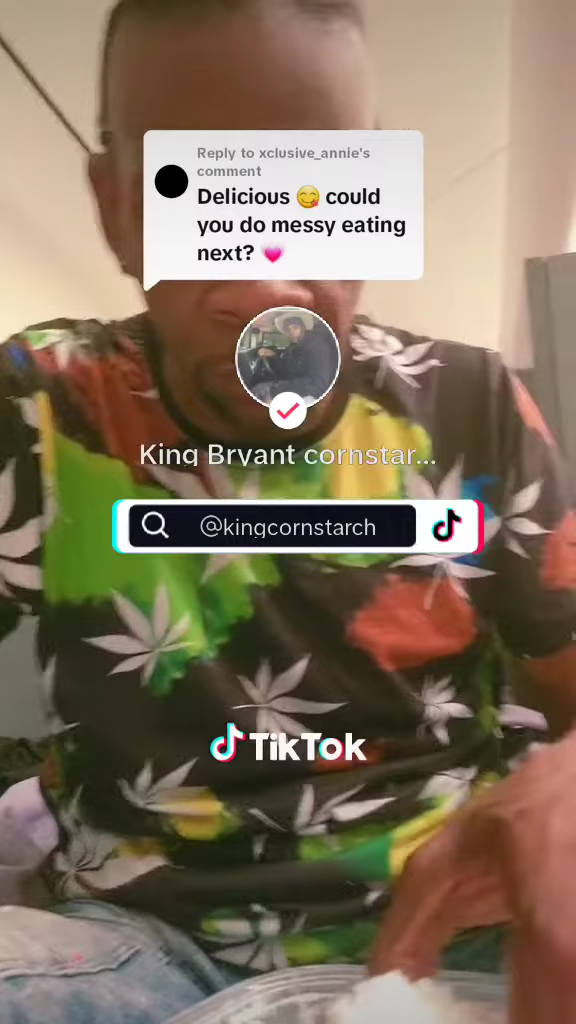 Reply to xclusive_annie's
comment
Delicious 😋 could
you do messy eating
next? 💗
King Bryant cornstar...
@kingcornstarch
TikTok